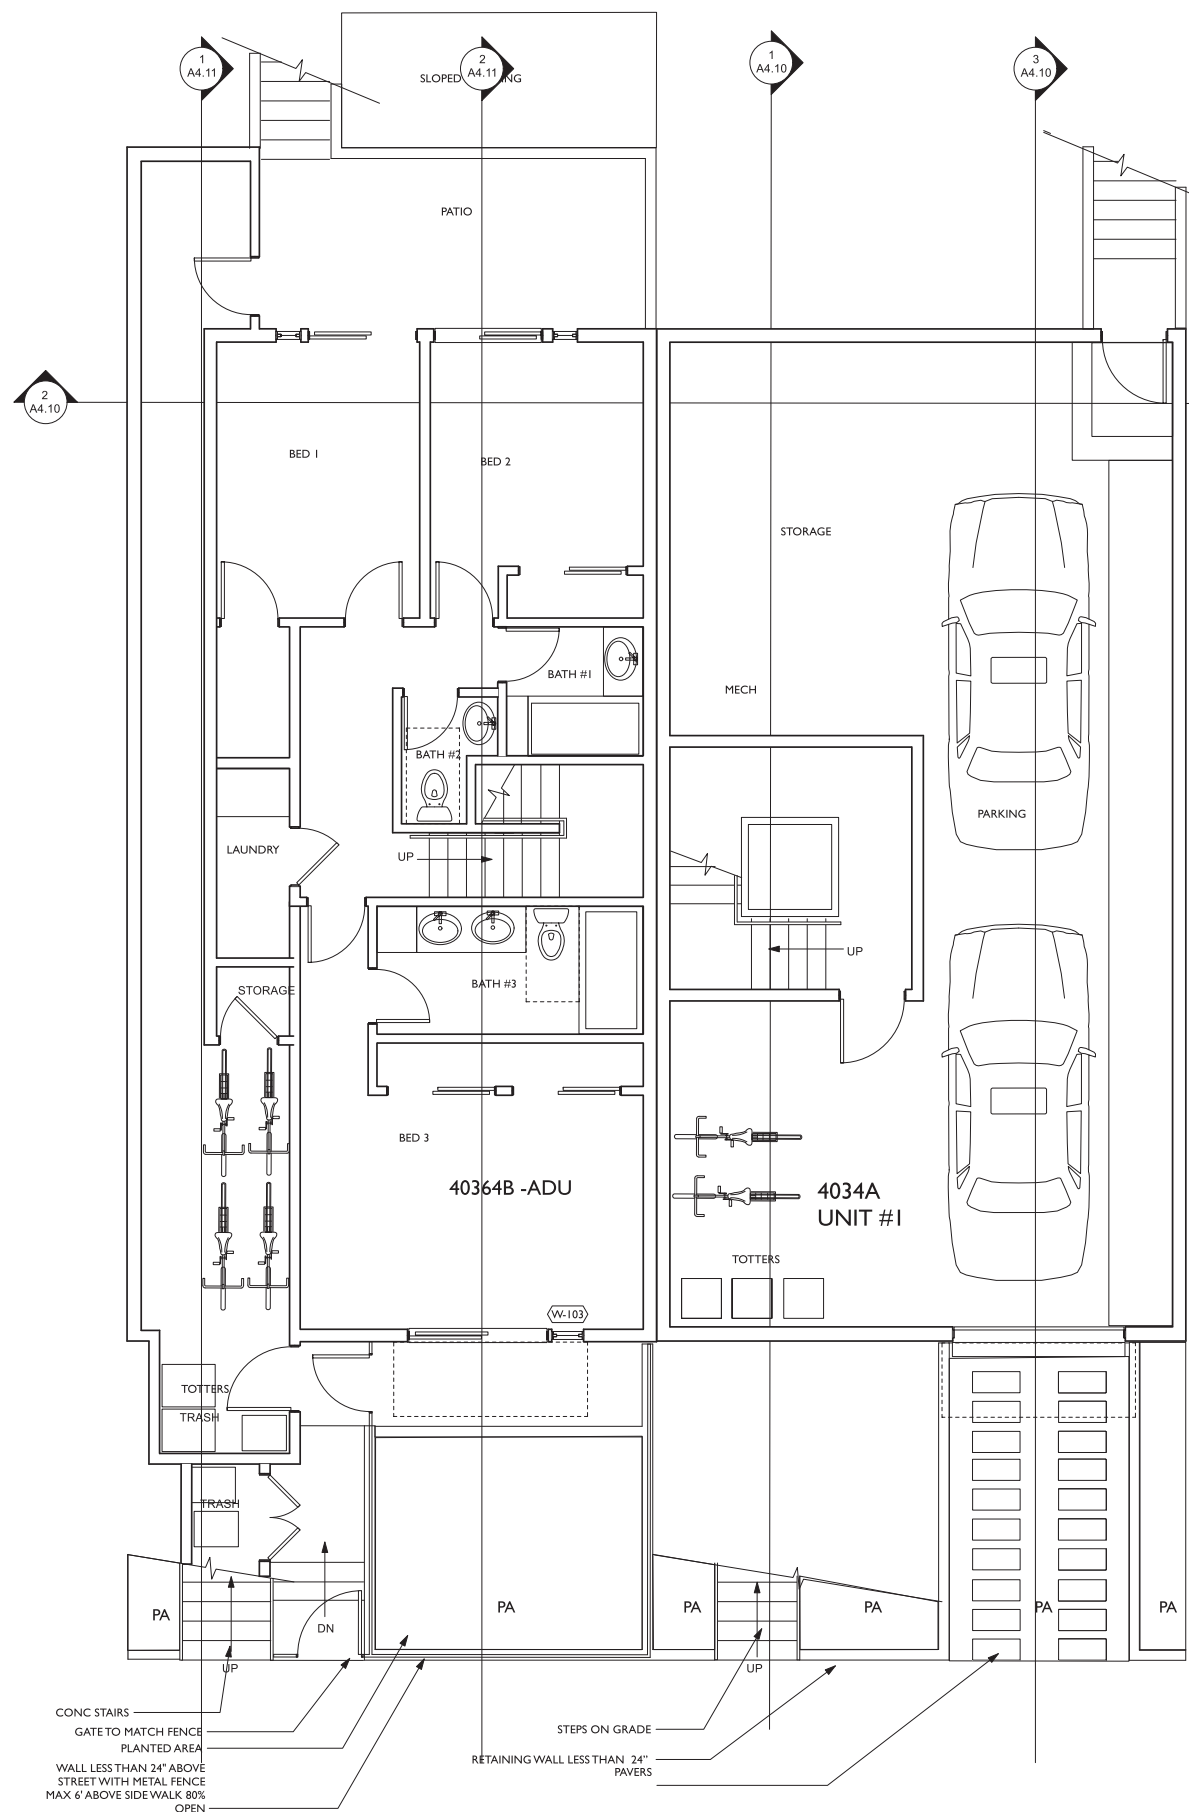 1
A4.11
2
A4.11
1
A4.10
3
A4.10
SLOPED
NG
PATIO
2
A4.10
BED 1
BED 2
STORAGE
BATH #1
MECH
BATH #2
PARKING
LAUNDRY
UP
UP
BATH #3
STORAGE
BED 3
40364B -ADU
4034A
UNIT #1
TOTTERS
W-103
TOTTERS
TRASH
TRASH
PA
PA
PA
PA
PA
PA
DN
UP
UP
CONC STAIRS
GATE TO MATCH FENCE
PLANTED AREA
WALL LESS THAN 24" ABOVE
STREET WITH METAL FENCE
MAX 6' ABOVE SIDE WALK 80%
OPEN
STEPS ON GRADE
RETAINING WALL LESS THAN 24"
PAVERS